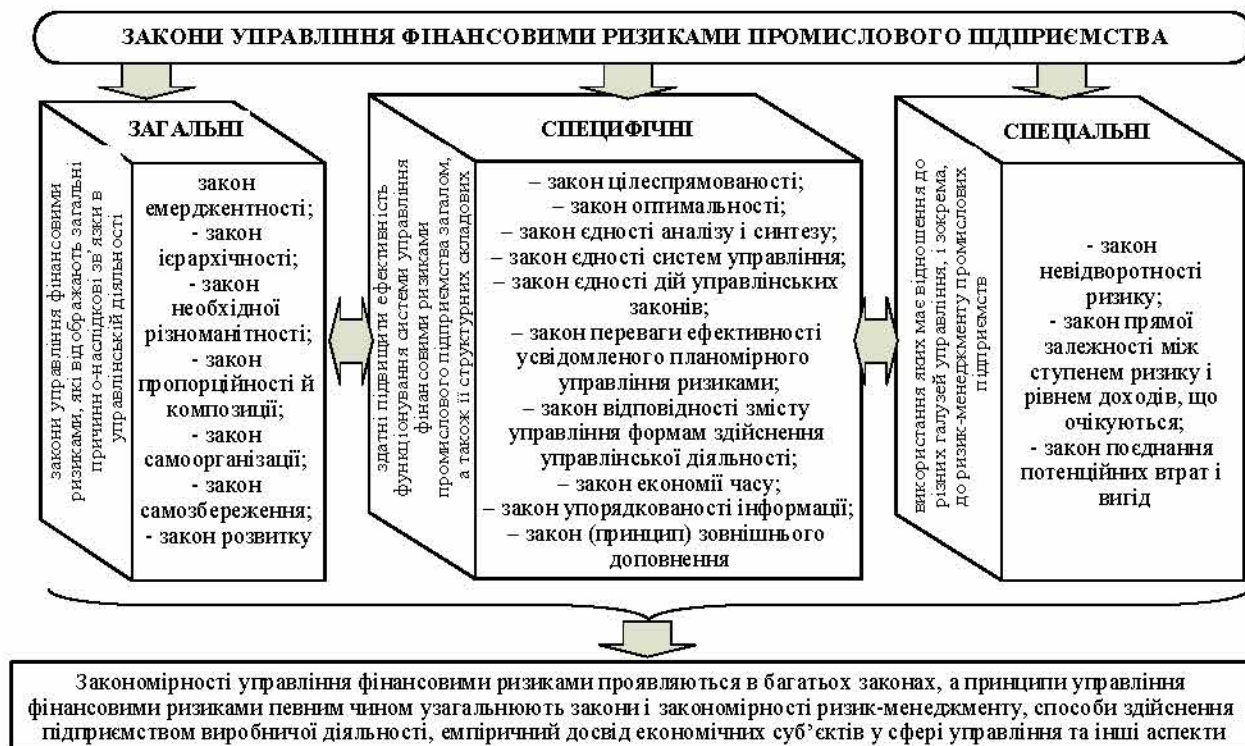 ЗАКОНИ УПРАВЛІННЯ ФІНАНСОВИМИ РИЗИКАМИ ПРОМИСЛОВОГО ПІДПРИЄМСТВА
ЗАГАЛЬНІ
закони управління фінансовими
ризиками, які відображають загальні
причинн о-наслідкові зв`язки в
управлінській діяльності
закон
емерджентності;
- закон
ієрархічності;
- закон
необхідної
різноманітності;
- закон
пропорційності й
композиції;
- закон
самоорганізації;
- закон
самозбереження;
- закон розвитку
СПЕЦИФІЧНІ
здатні підвищити ефективність
функціонування системи управління
фінансовими ризиками
промислового підприємства загалом,
а також її структурних складових
– закон цілеспрямованості;
– закон оптимальності;
– закон єдності аналізу і синтезу;
– закон єдності систем управління;
– закон єдності дій управлінських
законів;
– закон переваги ефективності
усвідомленого планомірного
управління ризиками;
– закон відповідності змісту
управління формам здійснення
управлінської діяльності;
– закон економії часу;
– закон упорядкованості інформації;
– закон (принцип) зовнішнього
доповнення
СПЕЦІАЛЬНІ
використання яких має відношення до
різних галузей управління, і зокрема,
до ризик-менеджменту промислових
підприємств
- закон
невідворотності
ризику;
- закон прямої
залежності між
ступенем ризику і
рівнем доходів, що
очікуються;
- закон поєднання
потенційних втрат і
вигід
Закономірності управління фінансовими ризиками проявляються в багатьох законах, а принципи управління
фінансовими ризиками певним чином узагальнюють закони і закономірності ризик-менеджменту, способи здійснення
підприємством виробничої діяльності, емпіричний досвід економічних суб’єктів у сфері управління та інші аспекти